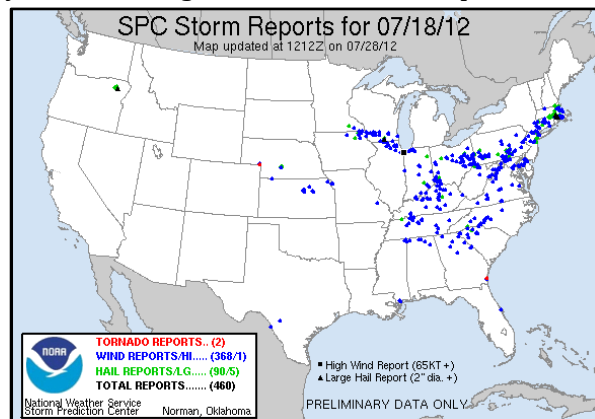 SPC Storm Reports for 07/18/12
Map updated at 1212Z on 07/28/12
TORNADO REPORTS.. (2)
WIND REPORTS/HI..... (368/1)
HAIL REPORTS/LG..... (90/5)
TOTAL REPORTS....... (460)
NOAA
National Weather Service
Storm Prediction Center Norman, Oklahoma
High Wind Report (65KT +)
Large Hail Report (2" dia. +)
PRELIMINARY DATA ONLY